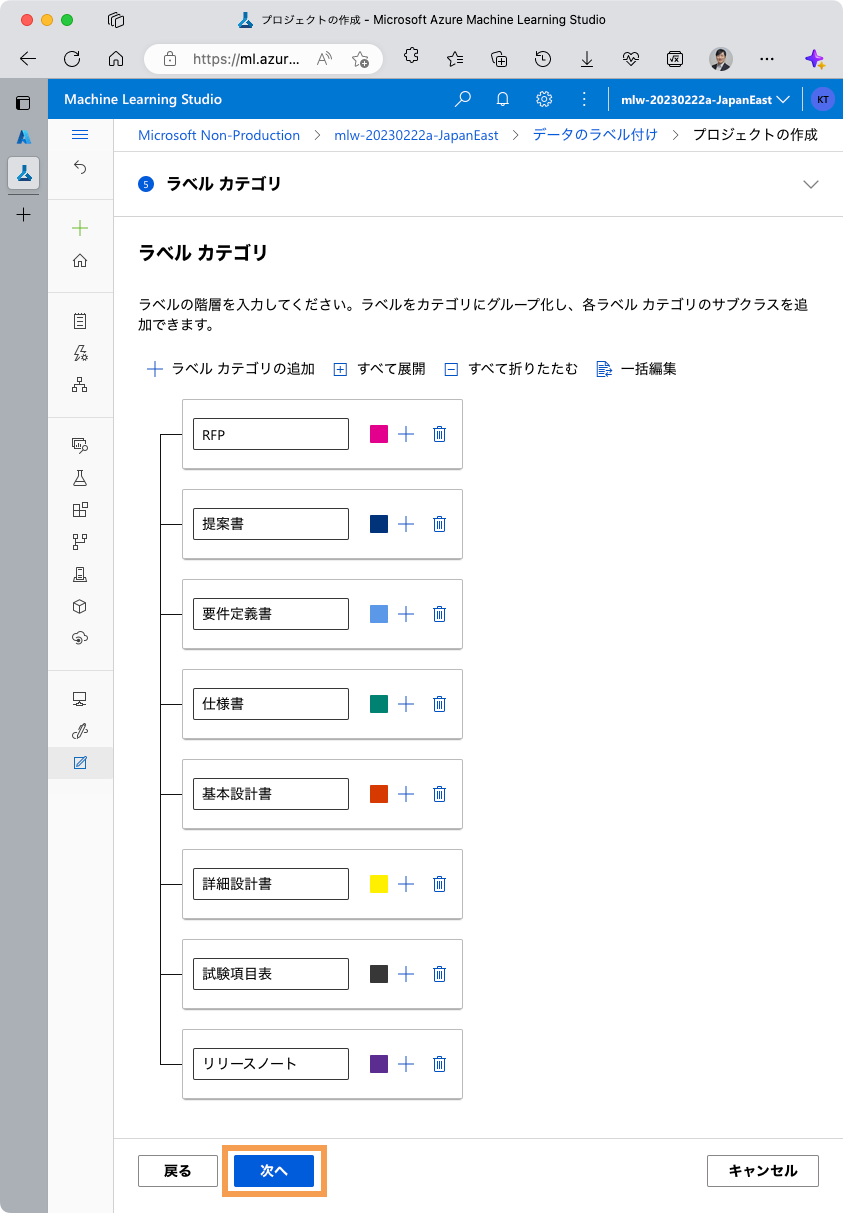 プロジェクトの作成 - Microsoft Azure Machine Learning Studio
https://ml.azur...
Machine Learning Studio
mlw-20230222a-JapanEast
KT
Microsoft Non-Production > mlw-20230222a-JapanEast > データのラベル付け > プロジェクトの作成
5 ラベル カテゴリ
ラベル カテゴリ
ラベルの階層を入力してください。ラベルをカテゴリにグループ化し、各ラベル カテゴリのサブクラスを追
加できます。
ラベル カテゴリの追加 すべて展開 すべて折りたたむ 一括編集
RFP
提案書
要件定義書
仕様書
基本設計書
詳細設計書
試験項目表
リリースノート
戻る 次へ キャンセル